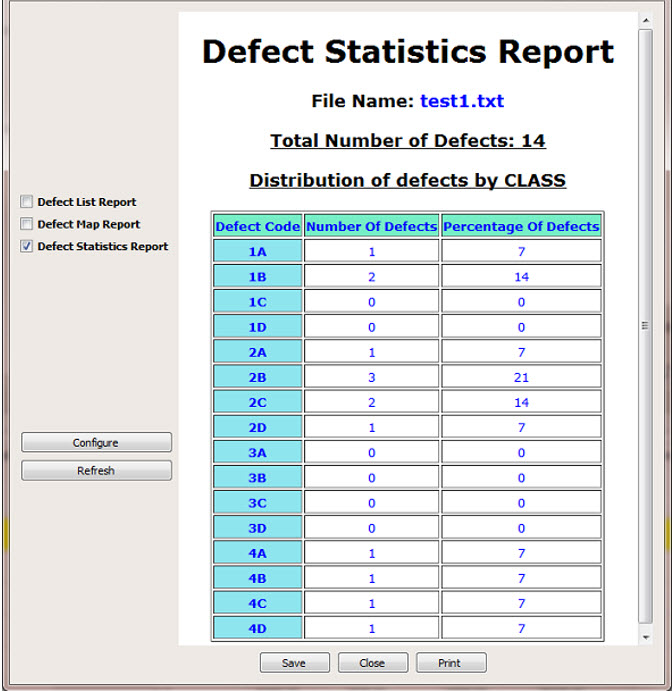 Defect Statistics Report
File Name: test1.txt
Total Number of Defects: 14
Distribution of defects by CLASS
Defect List Report
Defect Map Report
Defect Statistics Report
Configure
Refresh
Defect Code Number Of Defects Percentage Of Defects
1A 1 7
1B 2 14
1C 0 0
1D 0 0
2A 1 7
2B 3 21
2C 2 14
2D 1 7
3A 0 0
3B 0 0
3C 0 0
3D 0 0
4A 1 7
4B 1 7
4C 1 7
4D 1 7
Save Close Print